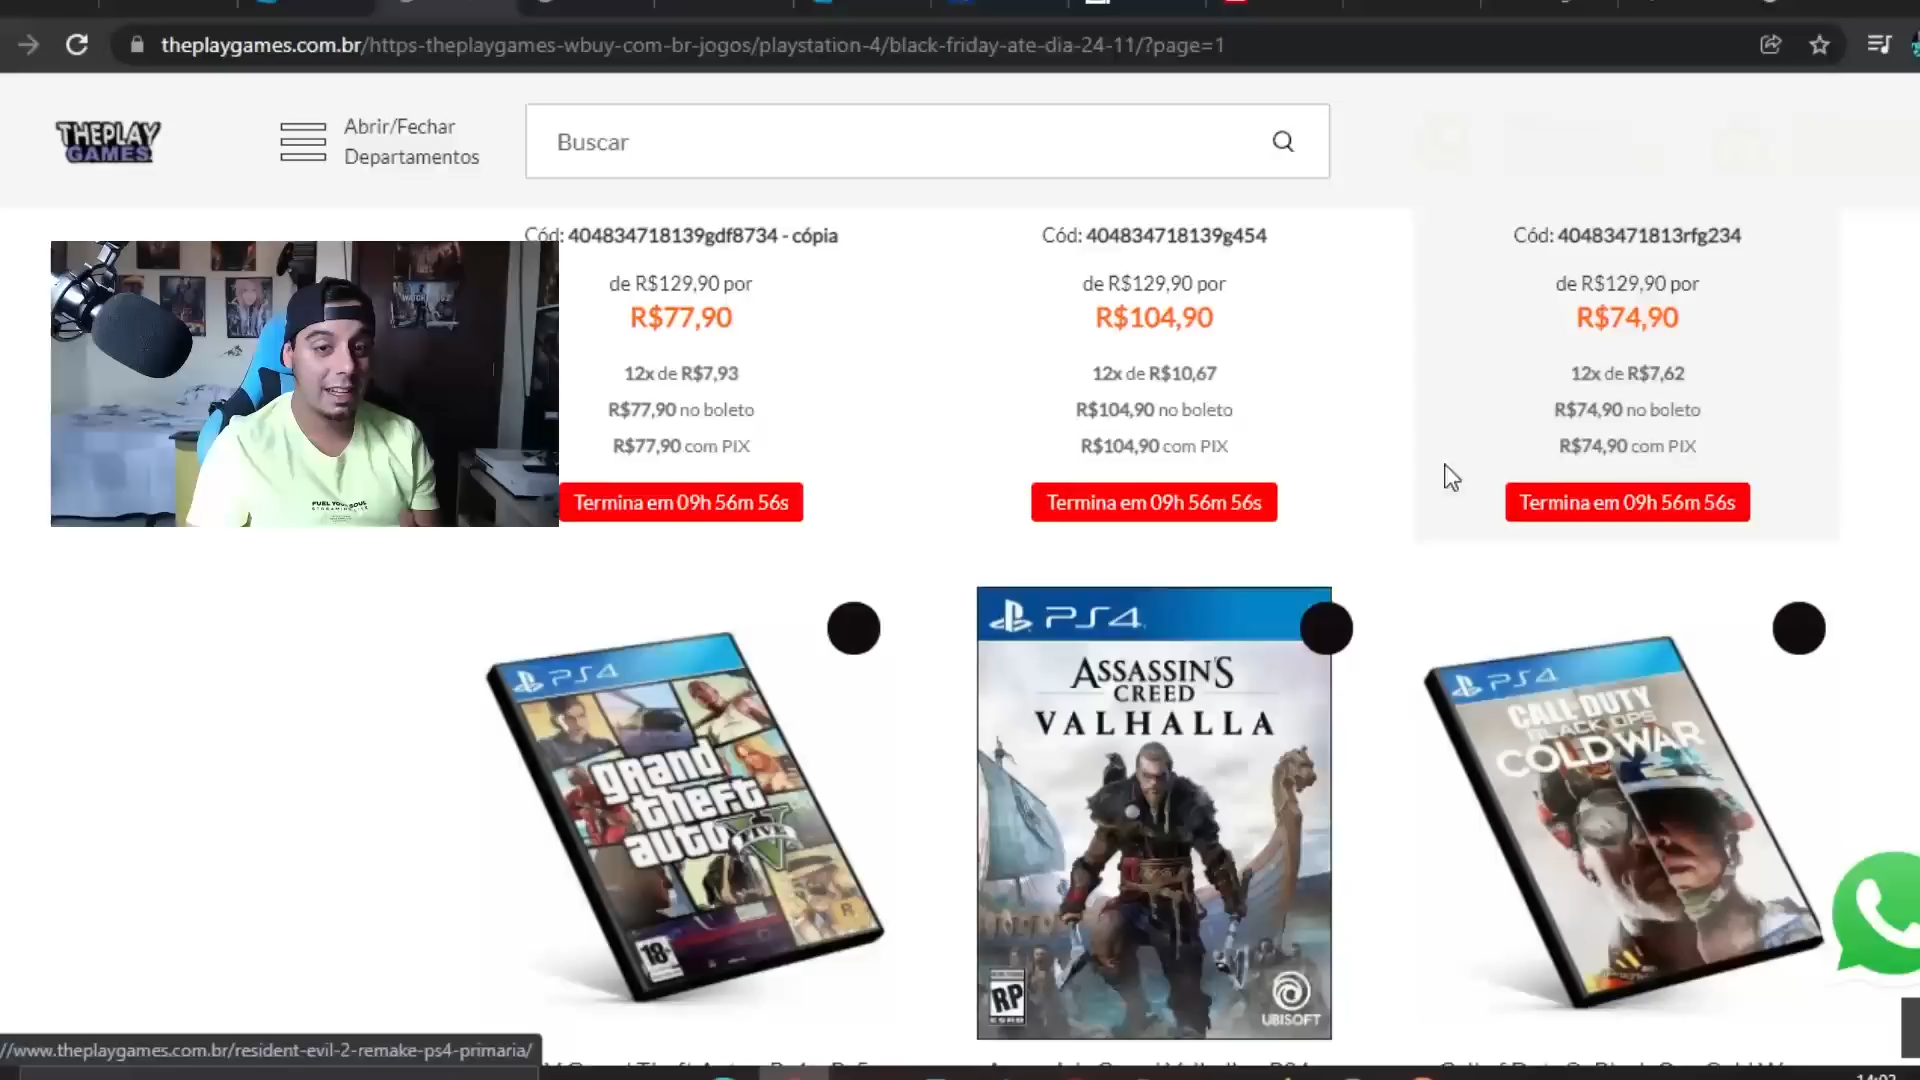 theplaygames.com.br/https-theplaygames-wbuy-com-br-jogos/playstation-4/black-friday-ate-dia-24-11/?page=1
THEPLAY
GAMES
Abrir/Fechar
Departamentos
Buscar
Cód: 404834718139gdf8734 - cópia
de R$129,90 por
R$77,90
12x de R$7,93
R$77,90 no boleto
R$77,90 com PIX
Termina em 09h 56m 56s
Cód: 404834718139g454
de R$129,90 por
R$104,90
12x de R$10,67
R$104,90 no boleto
R$104,90 com PIX
Termina em 09h 56m 56s
Cód: 40483471813rfg234
de R$129,90 por
R$74,90
12x de R$7,62
R$74,90 no boleto
R$74,90 com PIX
Termina em 09h 56m 56s
FUEL YOUR SOUL
PS4
grand
theft
auto
FIVE
18+
PS4
ASSASSIN'S
CREED
VALHALLA
RP
ESRB
UBISOFT
PS4
CALL OF DUTY
BLACK OPS
COLD WAR
//www.theplaygames.com.br/resident-evil-2-remake-ps4-primaria/